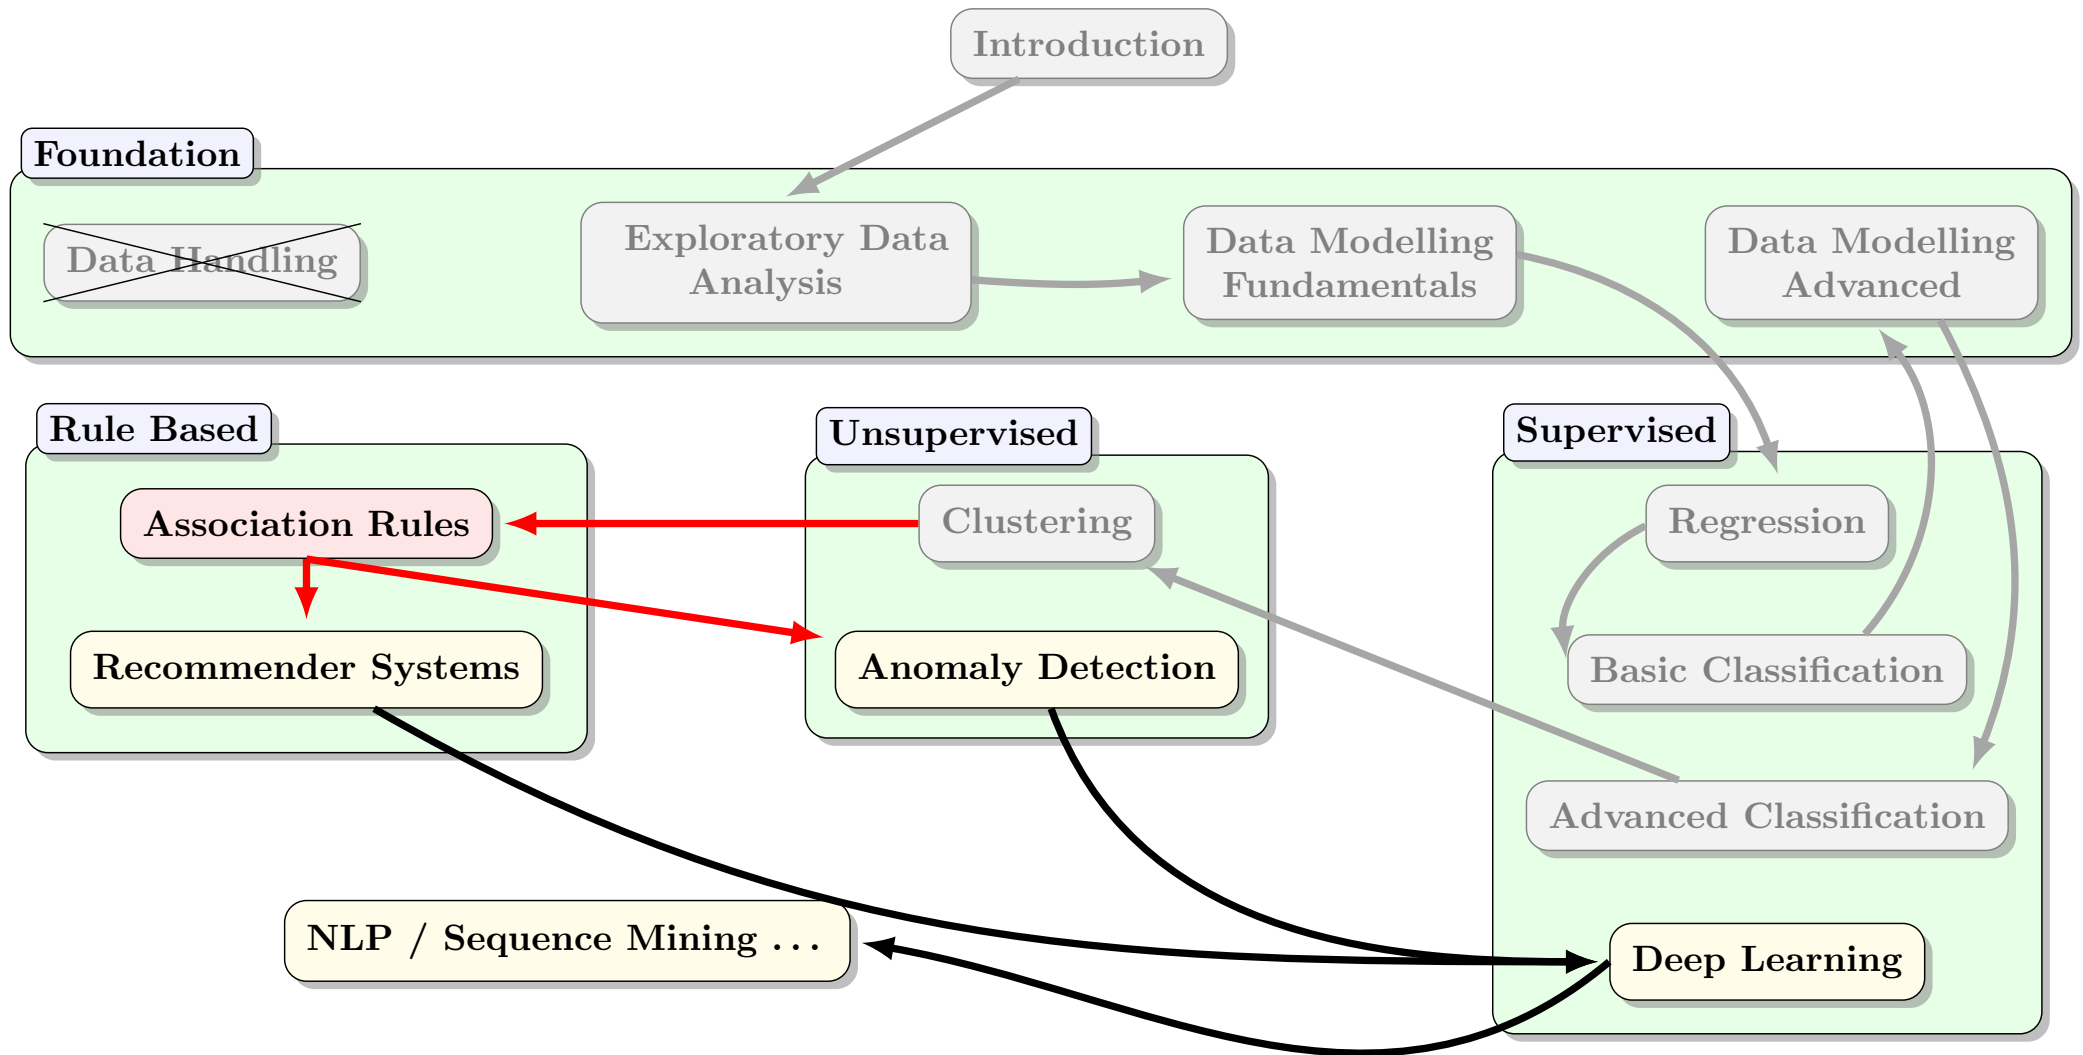 Introduction
Foundation
Data Handling
Exploratory Data
Analysis
Data Modelling
Fundamentals
Data Modelling
Advanced
Rule Based
Association Rules
Recommender Systems
Unsupervised
Clustering
Anomaly Detection
Supervised
Regression
Basic Classification
Advanced Classification
Deep Learning
NLP / Sequence Mining ...